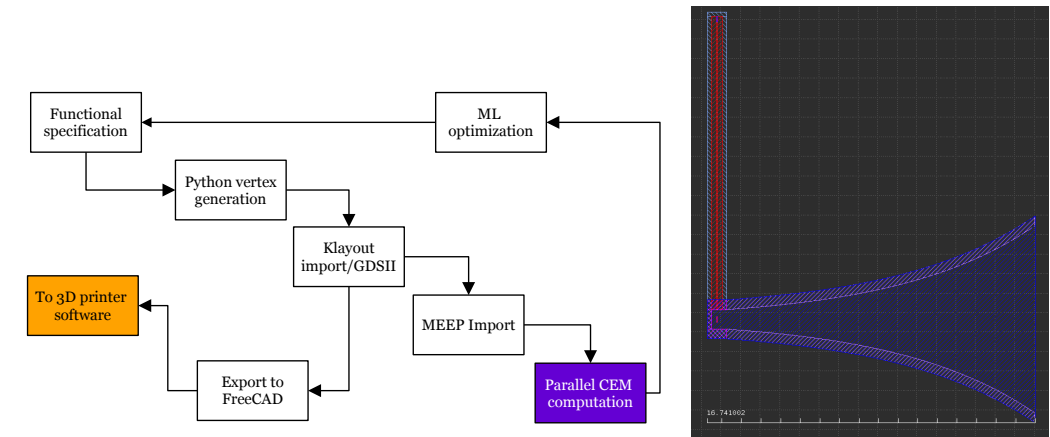 Functional
specification
ML
optimization
Python vertex
generation
Klayout
import/GDSII
To 3D printer
software
MEEP Import
Export to
FreeCAD
Parallel CEM
computation
16.741002